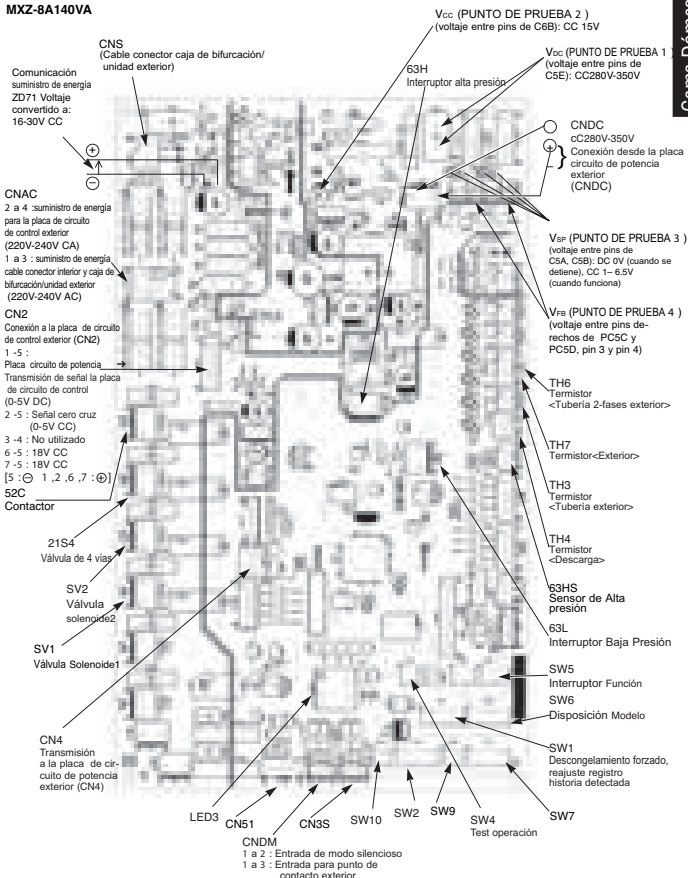 MXZ-8A140VA
Vcc (PUNTO DE PRUEBA 2 )
(voltaje entre pins de C6B): CC 15V
CNS
(Cable conector caja de bifurcación/
unidad exterior)
63H
Interruptor alta presión
VDC (PUNTO DE PRUEBA 1 )
(voltaje entre pins de
C5E): CC280V-350V
Comunicación
suministro de energía
ZD71 Voltaje
convertido a:
16-30V CC
⊕
⊖
CNDC
cC280V-350V
⊕
−
}
Conexión desde la placa
circuito de potencia
exterior
(CNDC)
CNAC
2 a 4 :suministro de energía
para la placa de circuito
de control exterior
(220V-240V CA)
1 a 3 : suministro de energía
cable conector interior y caja de
bifurcación/unidad exterior
(220V-240V AC)
CN2
Conexión a la placa de circuito
de control exterior (CN2)
1 -5 :
Placa circuito de potencia →
Transmisión de señal la placa
de circuito de control
(0-5V DC)
2 -5 : Señal cero cruz
(0-5V CC)
3 -4 : No utilizado
6 -5 : 18V CC
7 -5 : 18V CC
[5 :⊖ 1 ,2 ,6 ,7 :⊕]
52C
Contactor
21S4
Válvula de 4 vías
SV2
Válvula
solenoide2
SV1
Válvula Solenoide1
CN4
Transmisión
a la placa de cir-
cuito de potencia
exterior (CN4)
VSP (PUNTO DE PRUEBA 3 )
(voltaje entre pins de
C5A, C5B): DC 0V (cuando se
detiene), CC 1– 6.5V
(cuando funciona)
VFB (PUNTO DE PRUEBA 4 )
(voltaje entre pins de-
rechos de PC5C y
PC5D, pin 3 y pin 4)
TH6
Termistor
<Tubería 2-fases exterior>
TH7
Termistor<Exterior>
TH3
Termistor
<Tubería exterior>
TH4
Termistor
<Descarga>
63HS
Sensor de Alta
presión
63L
Interruptor Baja Presión
SW5
Interruptor Función
SW6
Disposición Modelo
SW1
Descongelamiento forzado,
reajuste registro
historia detectada
SW7
LED3
CN51
CN3S
SW10
SW2
SW9
SW4
Test operación
CNDM
1 a 2 : Entrada de modo silencioso
1 a 3 : Entrada para punto de
contacto exterior